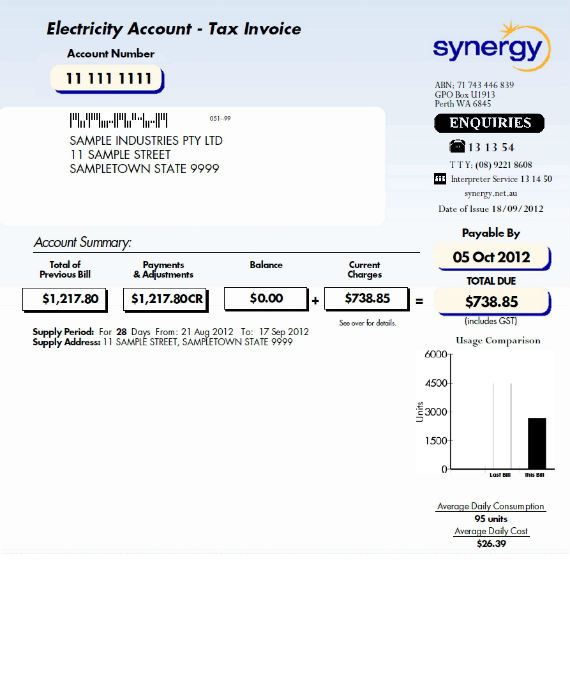 Electricity Account - Tax Invoice
Account Number
11 111 1111
synergy
ABN: 71 743 446 839
GPO Box U1913
Perth WA 6845
ENQUIRIES
13 13 54
T T Y: (08) 9221 8608
Interpreter Service 13 14 50
synergy.net.au
Date of Issue 18/09/2012
051-99
SAMPLE INDUSTRIES PTY LTD
11 SAMPLE STREET
SAMPLETOWN STATE 9999
Payable By
05 Oct 2012
TOTAL DUE
$738.85
(includes GST)
Account Summary:
Total of Previous Bill Payments & Adjustments Balance Current Charges
$1,217.80 $1,217.80CR $0.00 + $738.85 =
See over for details.
Supply Period: For 28 Days From: 21 Aug 2012 To: 17 Sep 2012
Supply Address: 11 SAMPLE STREET, SAMPLETOWN STATE 9999
Usage Comparison
Units
6000
4500
3000
1500
0
Last Bill This Bill
Average Daily Consumption
95 units
Average Daily Cost
$26.39